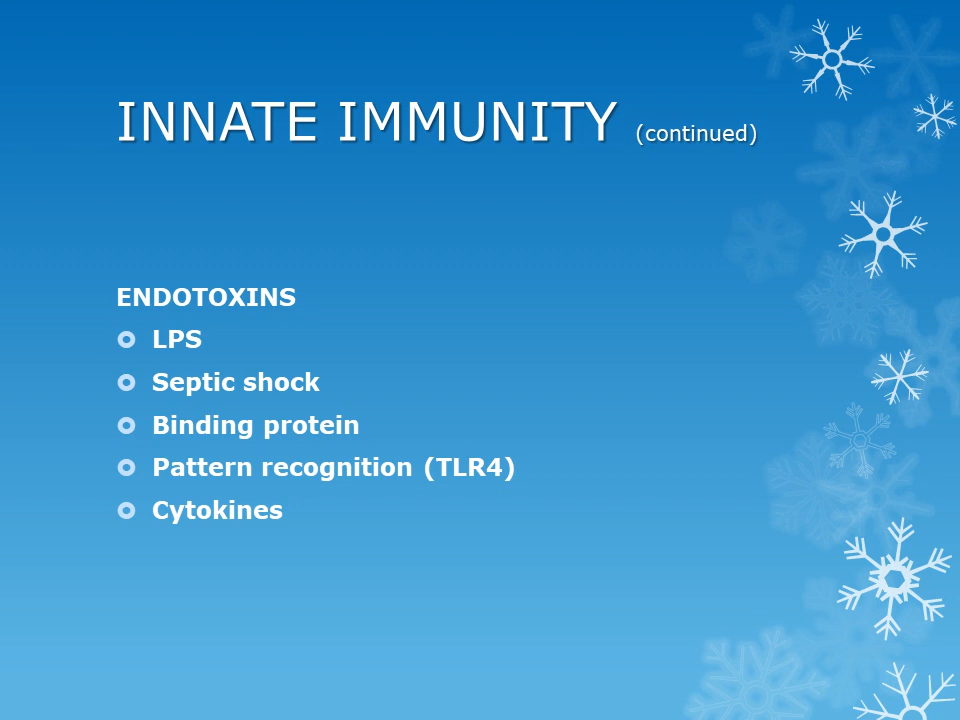 INNATE IMMUNITY (continued)
ENDOTOXINS
LPS
Septic shock
Binding protein
Pattern recognition (TLR4)
Cytokines